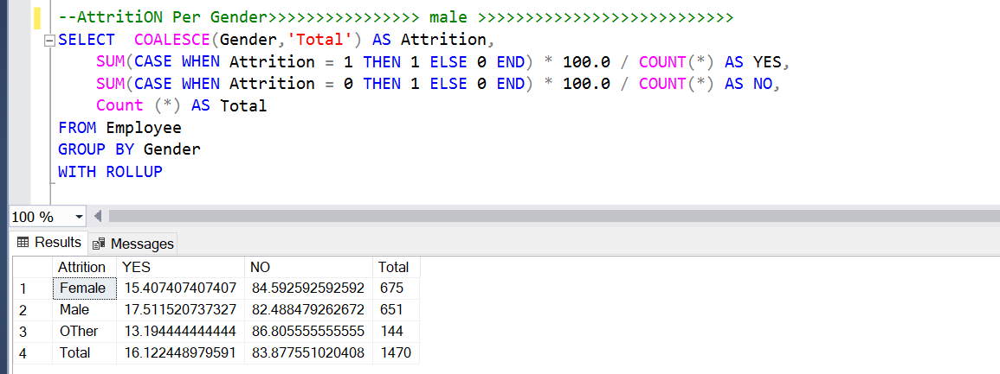 --AttritiON Per Gender>>>>>>>>>>>>>>>> male >>>>>>>>>>>>>>>>>>>>>>>>>>>
SELECT  COALESCE(Gender,'Total') AS Attrition,
    SUM(CASE WHEN Attrition = 1 THEN 1 ELSE 0 END) * 100.0 / COUNT(*) AS YES,
    SUM(CASE WHEN Attrition = 0 THEN 1 ELSE 0 END) * 100.0 / COUNT(*) AS NO,
    Count (*) AS Total
FROM Employee
GROUP BY Gender
WITH ROLLUP
100 %
Results Messages
Attrition YES NO Total
1 Female 15.407407407407 84.592592592592 675
2 Male 17.511520737327 82.488479262672 651
3 OTher 13.194444444444 86.805555555555 144
4 Total 16.122448979591 83.877551020408 1470